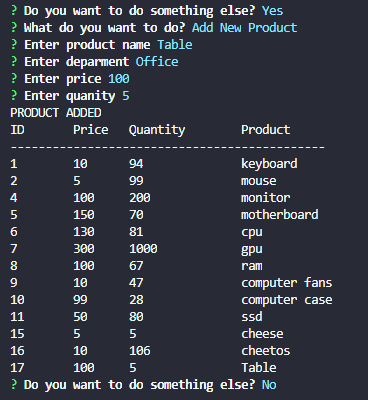 ? Do you want to do something else? Yes
? What do you want to do? Add New Product
? Enter product name Table
? Enter deparment Office
? Enter price 100
? Enter quanity 5
PRODUCT ADDED
ID Price Quantity Product
---------------------------------------------
1 10 94 keyboard
2 5 99 mouse
4 100 200 monitor
5 150 70 motherboard
6 130 81 cpu
7 300 1000 gpu
8 100 67 ram
9 10 47 computer fans
10 99 28 computer case
11 50 80 ssd
15 5 5 cheese
16 10 106 cheetos
17 100 5 Table
? Do you want to do something else? No